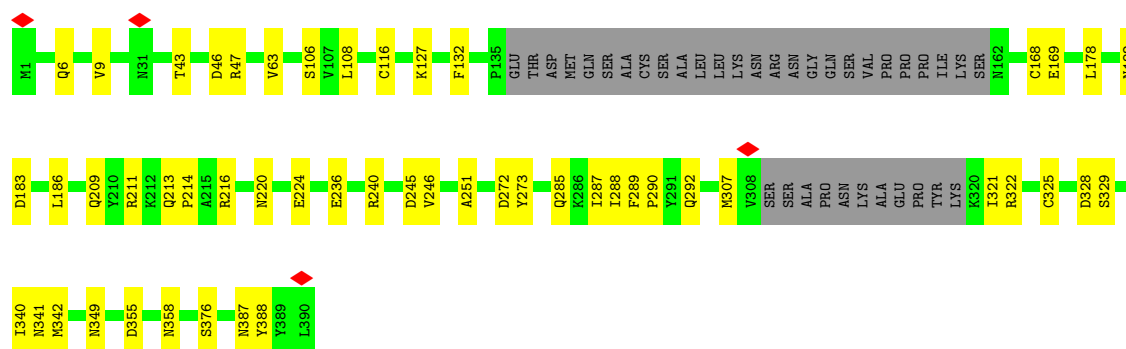 M1 Q6 V9 N31 T43 D46 R47 V63 S106 V107 L108 C116 K127 F132 P135 GLU THR ASP MET GLN SER ALA CYS SER ALA LEU LEU LYS ASN ARG ASN GLY GLN SER VAL PRO PRO PRO ILE LYS SER N162 C168 E169 L178
D183 L186 Q209 Y210 R211 K212 Q213 P214 A215 R216 N220 E224 E236 R240 D245 V246 A251 D272 Y273 Q285 K286 I287 I288 F289 P290 Y291 Q292 M307 V308 SER SER ALA PRO ASN LYS ALA GLU PRO TYR LYS K320 I321 R322 C325 D328 S329
I340 N341 M342 N349 D355 N358 S376 N387 Y388 Y389 L390